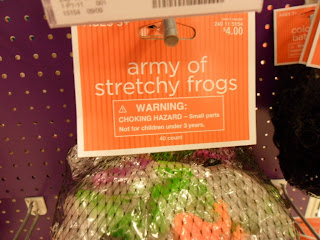 $4.00
army of
stretchy frogs
WARNING:
CHOKING HAZARD – Small parts
Not for children under 3 years.
40 count